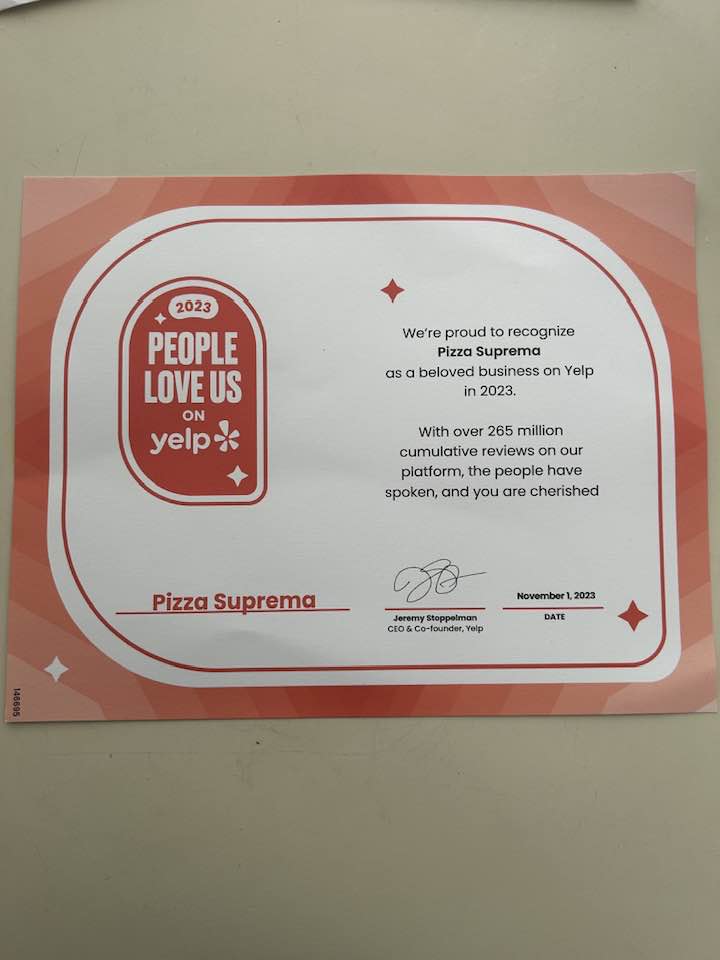 2023
PEOPLE
LOVE US
ON
yelp
We're proud to recognize
Pizza Suprema
as a beloved business on Yelp
in 2023.
With over 265 million
cumulative reviews on our
platform, the people have
spoken, and you are cherished
Pizza Suprema
Jeremy Stoppelman
CEO & Co-founder, Yelp
November 1, 2023
DATE
146695